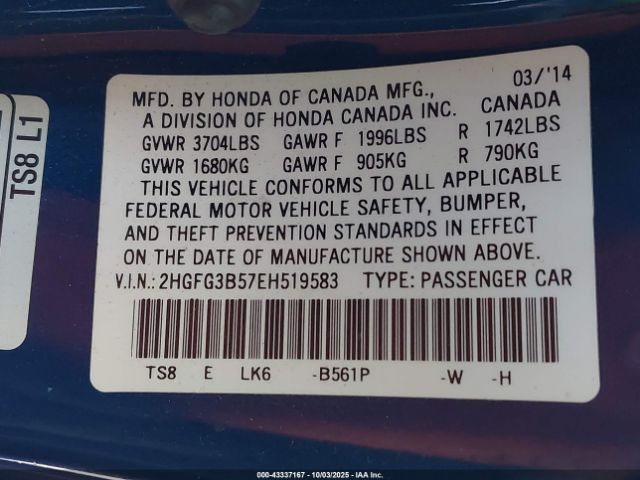 03/'14
MFD. BY HONDA OF CANADA MFG.,
A DIVISION OF HONDA CANADA INC. CANADA
GVWR 3704LBS GAWR F 1996LBS R 1742LBS
GVWR 1680KG GAWR F 905KG R 790KG
THIS VEHICLE CONFORMS TO ALL APPLICABLE
FEDERAL MOTOR VEHICLE SAFETY, BUMPER,
AND THEFT PREVENTION STANDARDS IN EFFECT
ON THE DATE OF MANUFACTURE SHOWN ABOVE.
V.I.N.: 2HGFG3B57EH519583 TYPE: PASSENGER CAR
TS8 E LK6 -B561P -W -H
TS8 L1
000-43337167 - 10/03/2025 - IAA Inc.